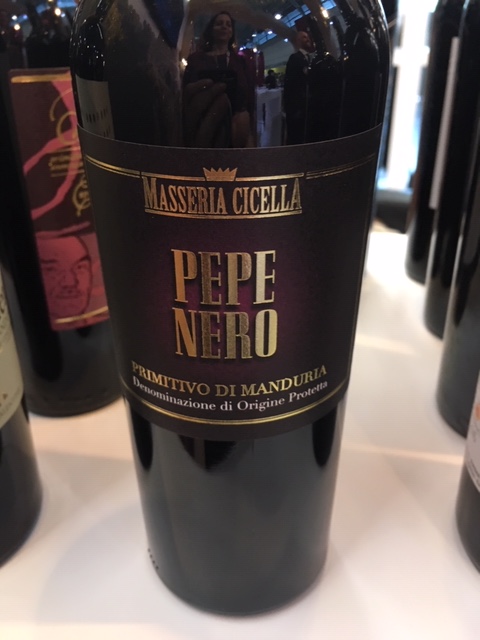 MASSERIA CICELLA
PEPE
NERO
PRIMITIVO DI MANDURIA
Denominazione di Origine Protetta